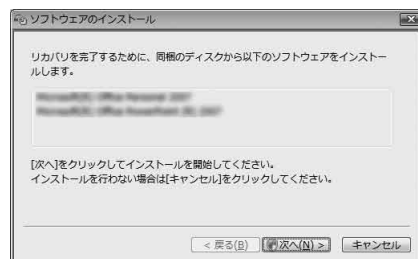 ソフトウェアのインストール
リカバリを完了するために、同梱のディスクから以下のソフトウェアをインストー
ルします。
[次へ]をクリックしてインストールを開始してください。
インストールを行わない場合は[キャンセル]をクリックしてください。
< 戻る(B)
次へ(N) >
キャンセル